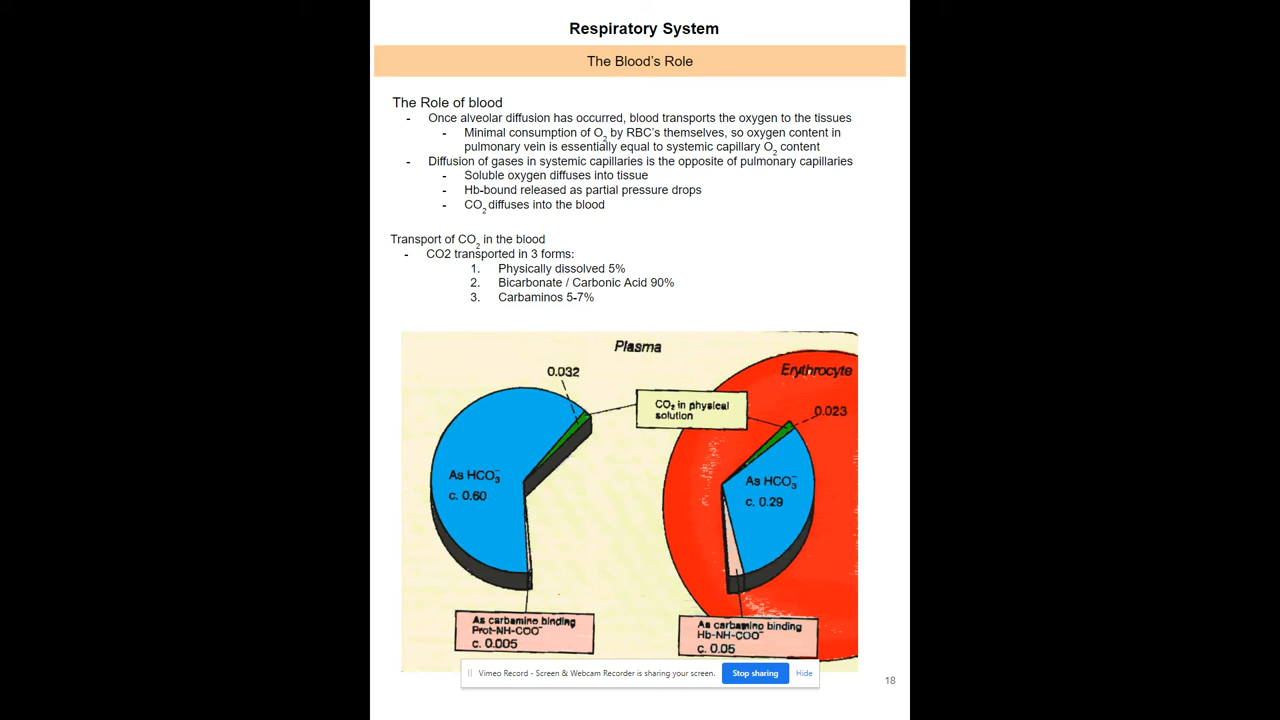 Respiratory System
The Blood's Role
The Role of blood
- Once alveolar diffusion has occurred, blood transports the oxygen to the tissues
- Minimal consumption of O2 by RBC's themselves, so oxygen content in
pulmonary vein is essentially equal to systemic capillary O2 content
- Diffusion of gases in systemic capillaries is the opposite of pulmonary capillaries
- Soluble oxygen diffuses into tissue
- Hb-bound released as partial pressure drops
- CO2 diffuses into the blood
Transport of CO2 in the blood
- CO2 transported in 3 forms:
1. Physically dissolved 5%
2. Bicarbonate / Carbonic Acid 90%
3. Carbaminos 5-7%
Plasma
Erythrocyte
0.032
CO2 in physical
solution
0.023
As HCO3-
c. 0.60
As HCO3-
c. 0.29
As carbamino binding
Prot-NH-COO-
c. 0.005
As carbamino binding
Hb-NH-COO-
c. 0.05
Vimeo Record - Screen & Webcam Recorder is sharing your screen.
Stop sharing
Hide
18